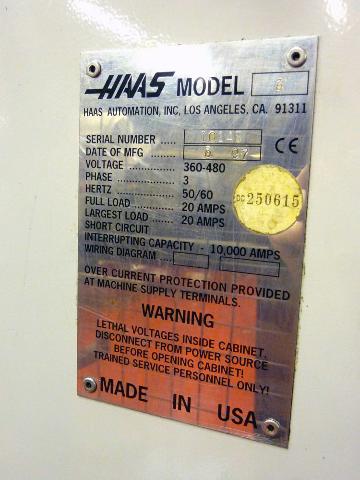 HAAS MODEL
HAAS AUTOMATION, INC, LOS ANGELES, CA. 91311
SERIAL NUMBER .....
DATE OF MFG ........ CE
VOLTAGE ............... 360-480
PHASE .................... 3
HERTZ .................... 50/60
FULL LOAD ............ 20 AMPS
LARGEST LOAD ..... 20 AMPS
SHORT CIRCUIT
INTERRUPTING CAPACITY - 10,000 AMPS
WIRING DIAGRAM ....
250615
OVER CURRENT PROTECTION PROVIDED
AT MACHINE SUPPLY TERMINALS.
WARNING
LETHAL VOLTAGES INSIDE CABINET,
DISCONNECT FROM POWER SOURCE
BEFORE OPENING CABINET!
TRAINED SERVICE PERSONNEL ONLY!
MADE IN USA